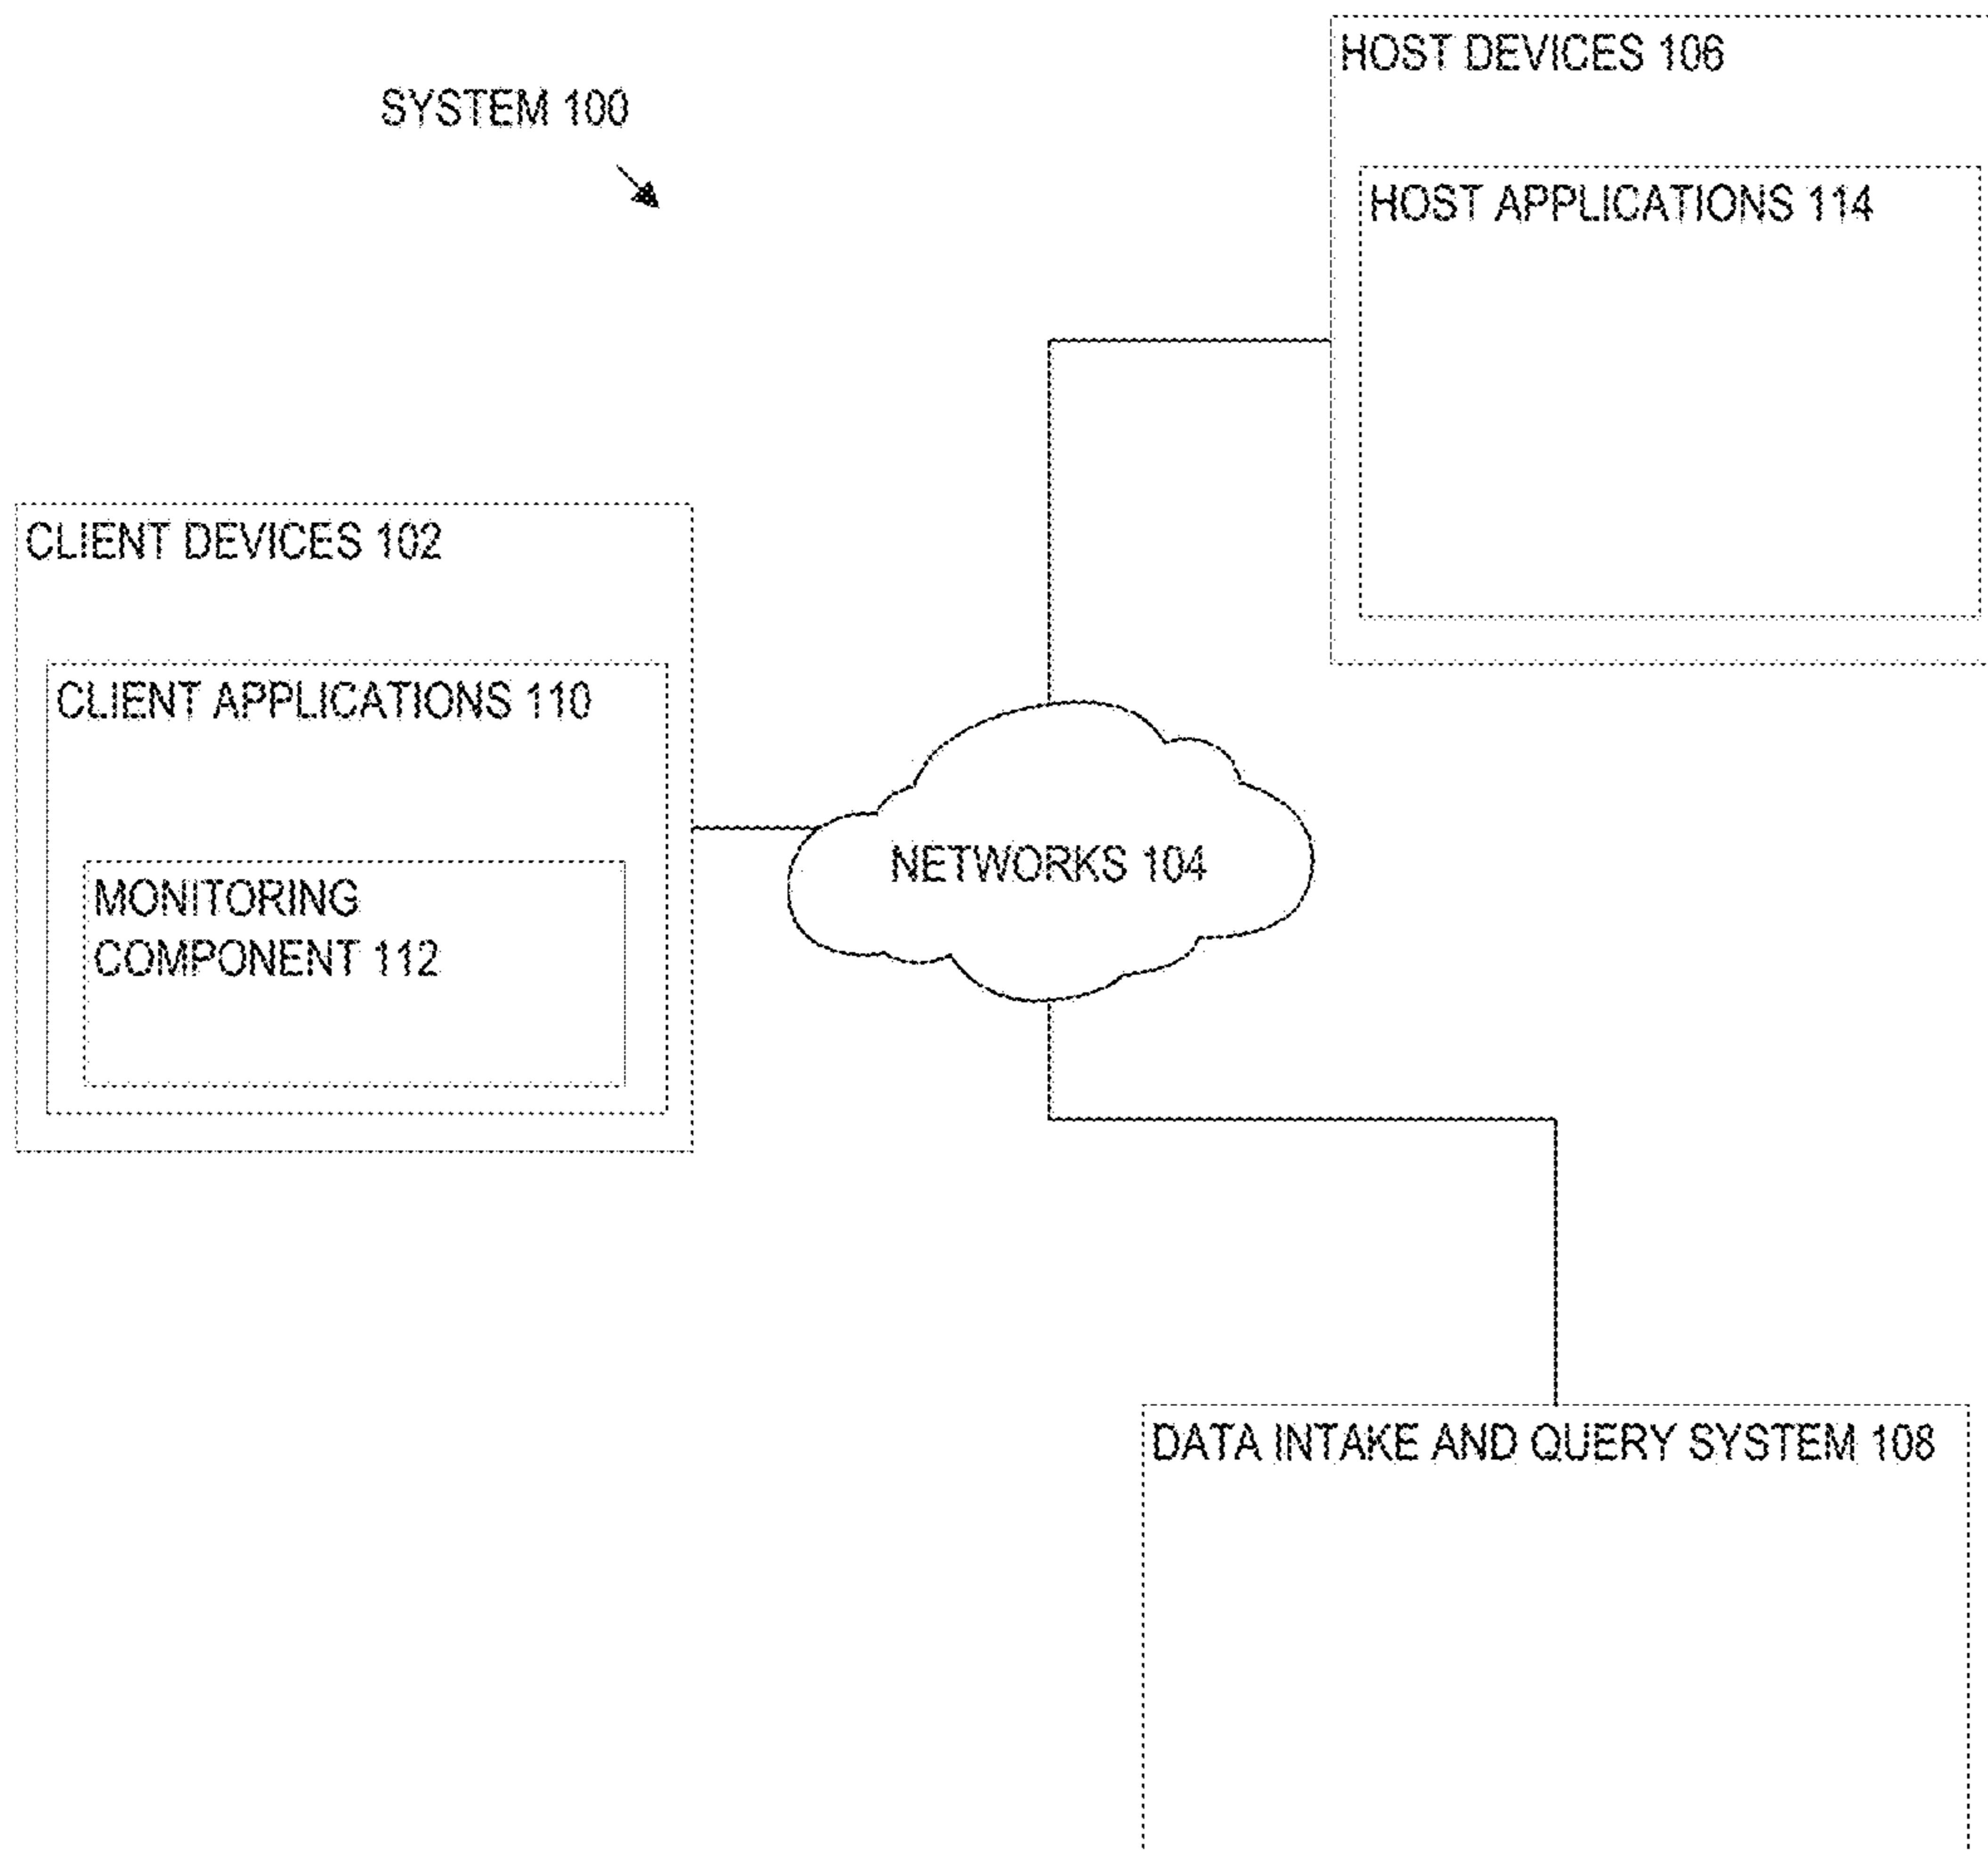 SYSTEM 100
HOST DEVICES 106
HOST APPLICATIONS 114
CLIENT DEVICES 102
CLIENT APPLICATIONS 110
MONITORING
COMPONENT 112
NETWORKS 104
DATA INTAKE AND QUERY SYSTEM 108